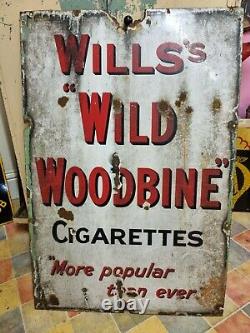 WILLS'S
"WILD
WOODBINE"
CIGARETTES
"More popular
than ever